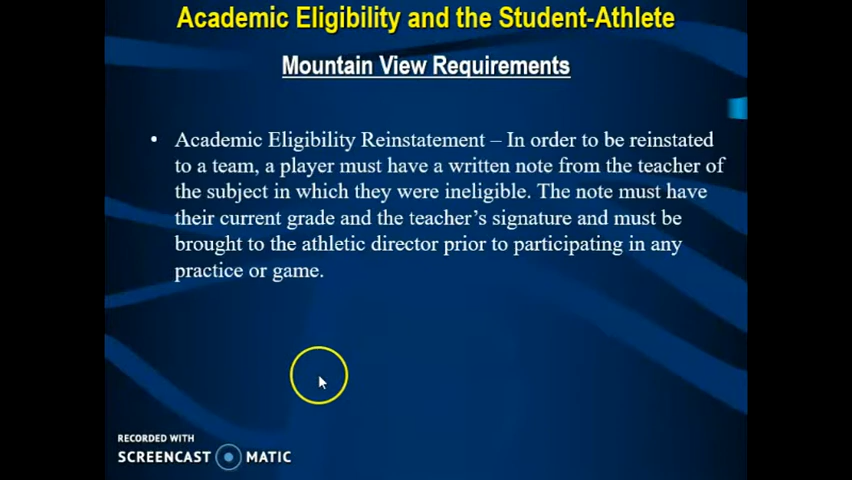 Academic Eligibility and the Student-Athlete
Mountain View Requirements
• Academic Eligibility Reinstatement – In order to be reinstated
to a team, a player must have a written note from the teacher of
the subject in which they were ineligible. The note must have
their current grade and the teacher's signature and must be
brought to the athletic director prior to participating in any
practice or game.
RECORDED WITH
SCREENCAST MATIC